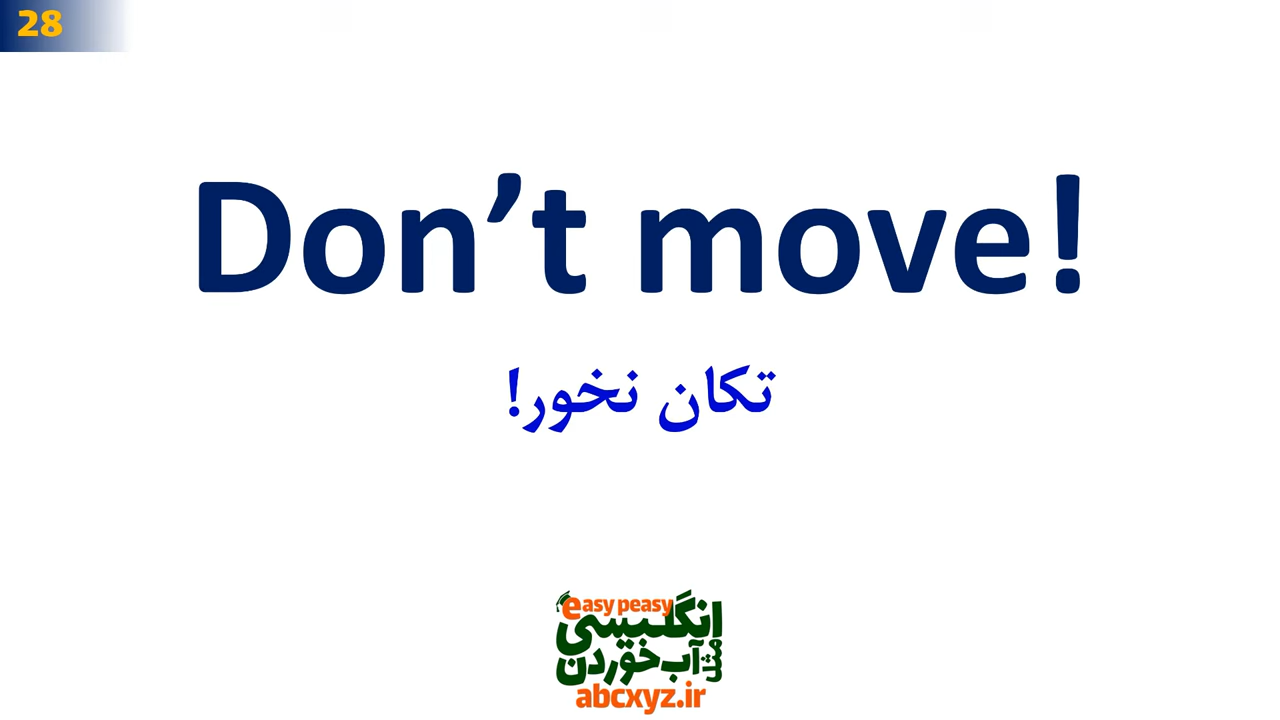 28
Don’t move!
تکان نخور!
easy peasy
انگلیسی
مثل آب خوردن
abcxyz.ir